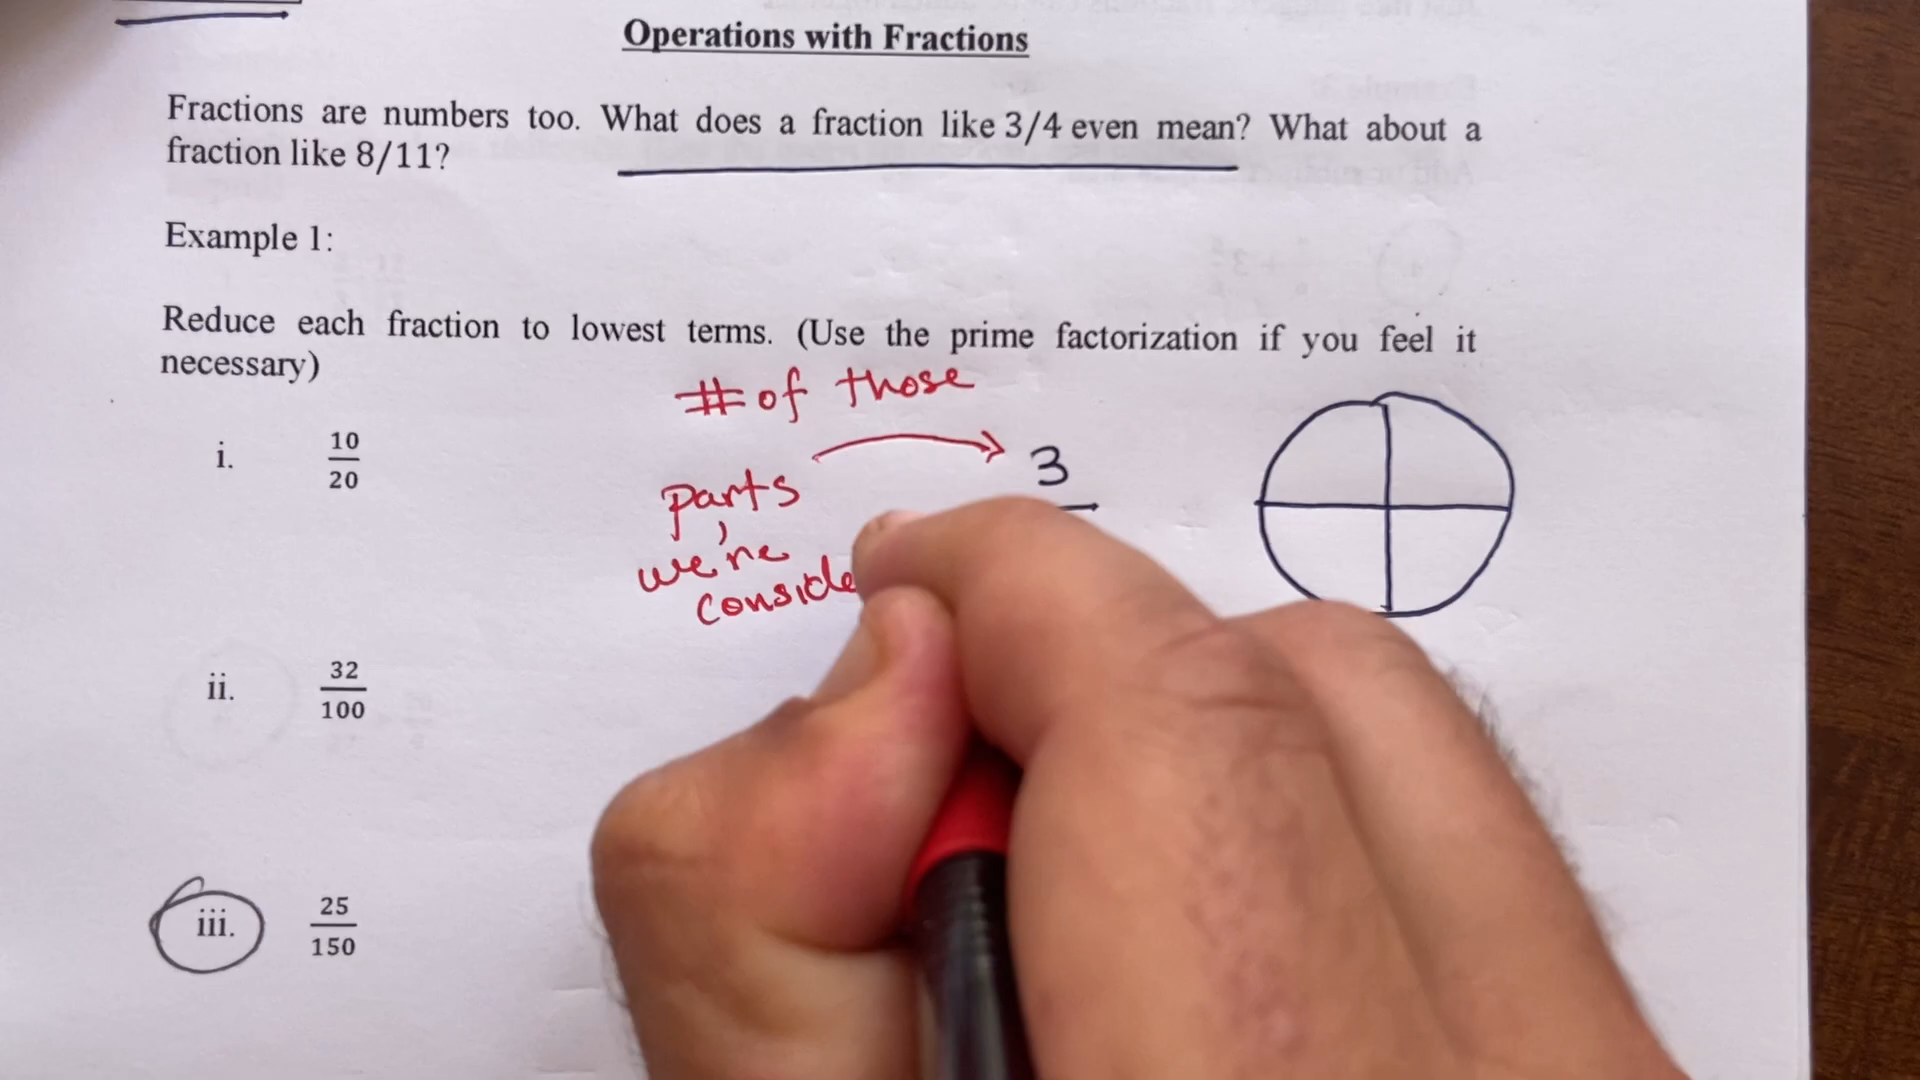 Operations with Fractions
Fractions are numbers too. What does a fraction like 3/4 even mean? What about a
fraction like 8/11?
Example 1:
Reduce each fraction to lowest terms. (Use the prime factorization if you feel it
necessary)
# of those
parts
we're
conside
3
i. 10/20
ii. 32/100
iii. 25/150